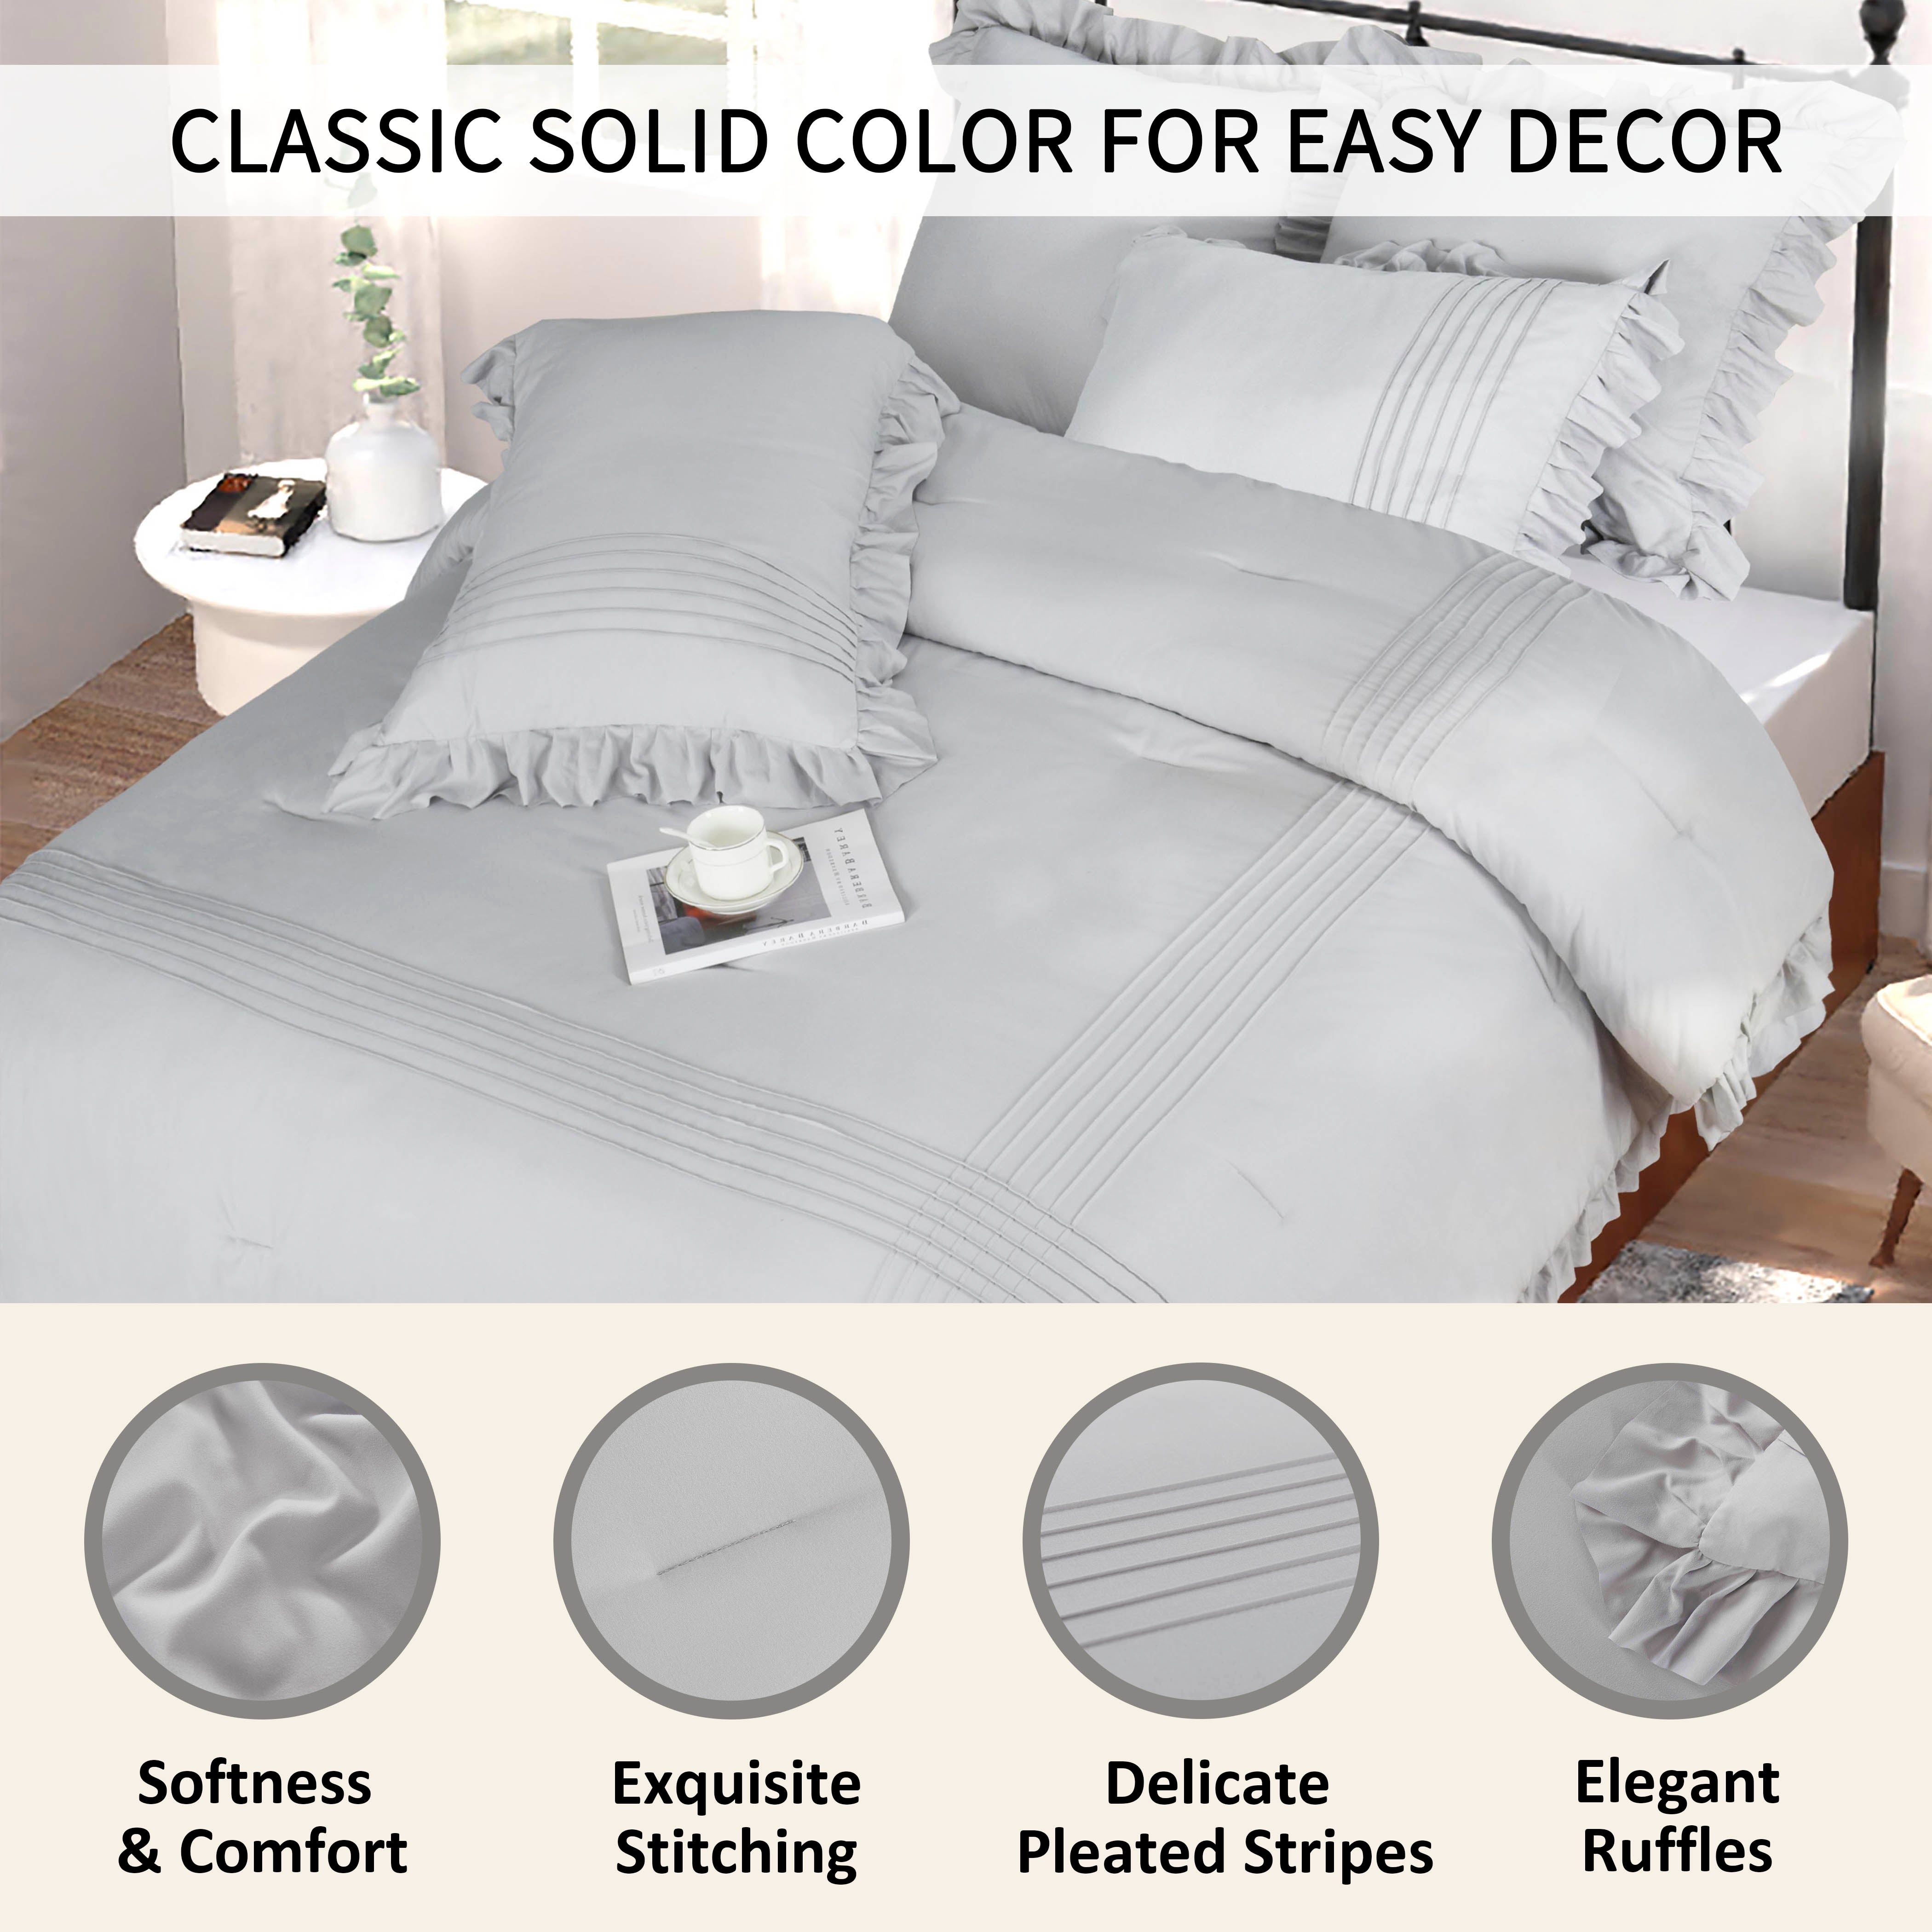 CLASSIC SOLID COLOR FOR EASY DECOR
Softness
& Comfort
Exquisite
Stitching
Delicate
Pleated Stripes
Elegant
Ruffles